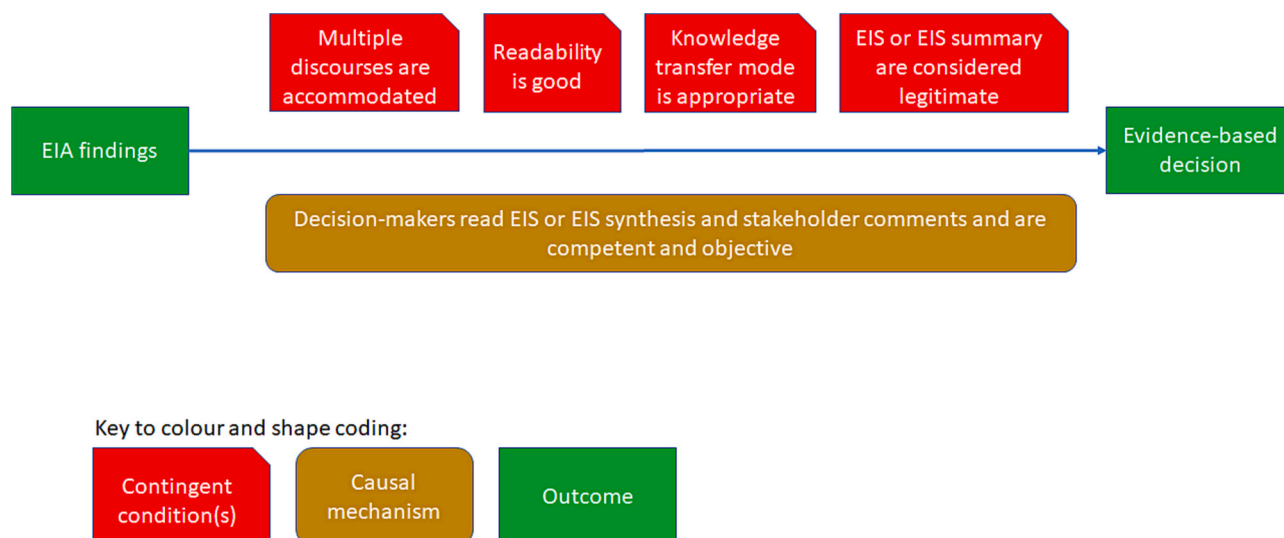 Multiple
discourses are
accommodated
Readability
is good
Knowledge
transfer mode
is appropriate
EIS or EIS summary
are considered
legitimate
EIA findings
Evidence-based
decision
Decision-makers read EIS or EIS synthesis and stakeholder comments and are
competent and objective
Key to colour and shape coding:
Contingent
condition(s)
Causal
mechanism
Outcome